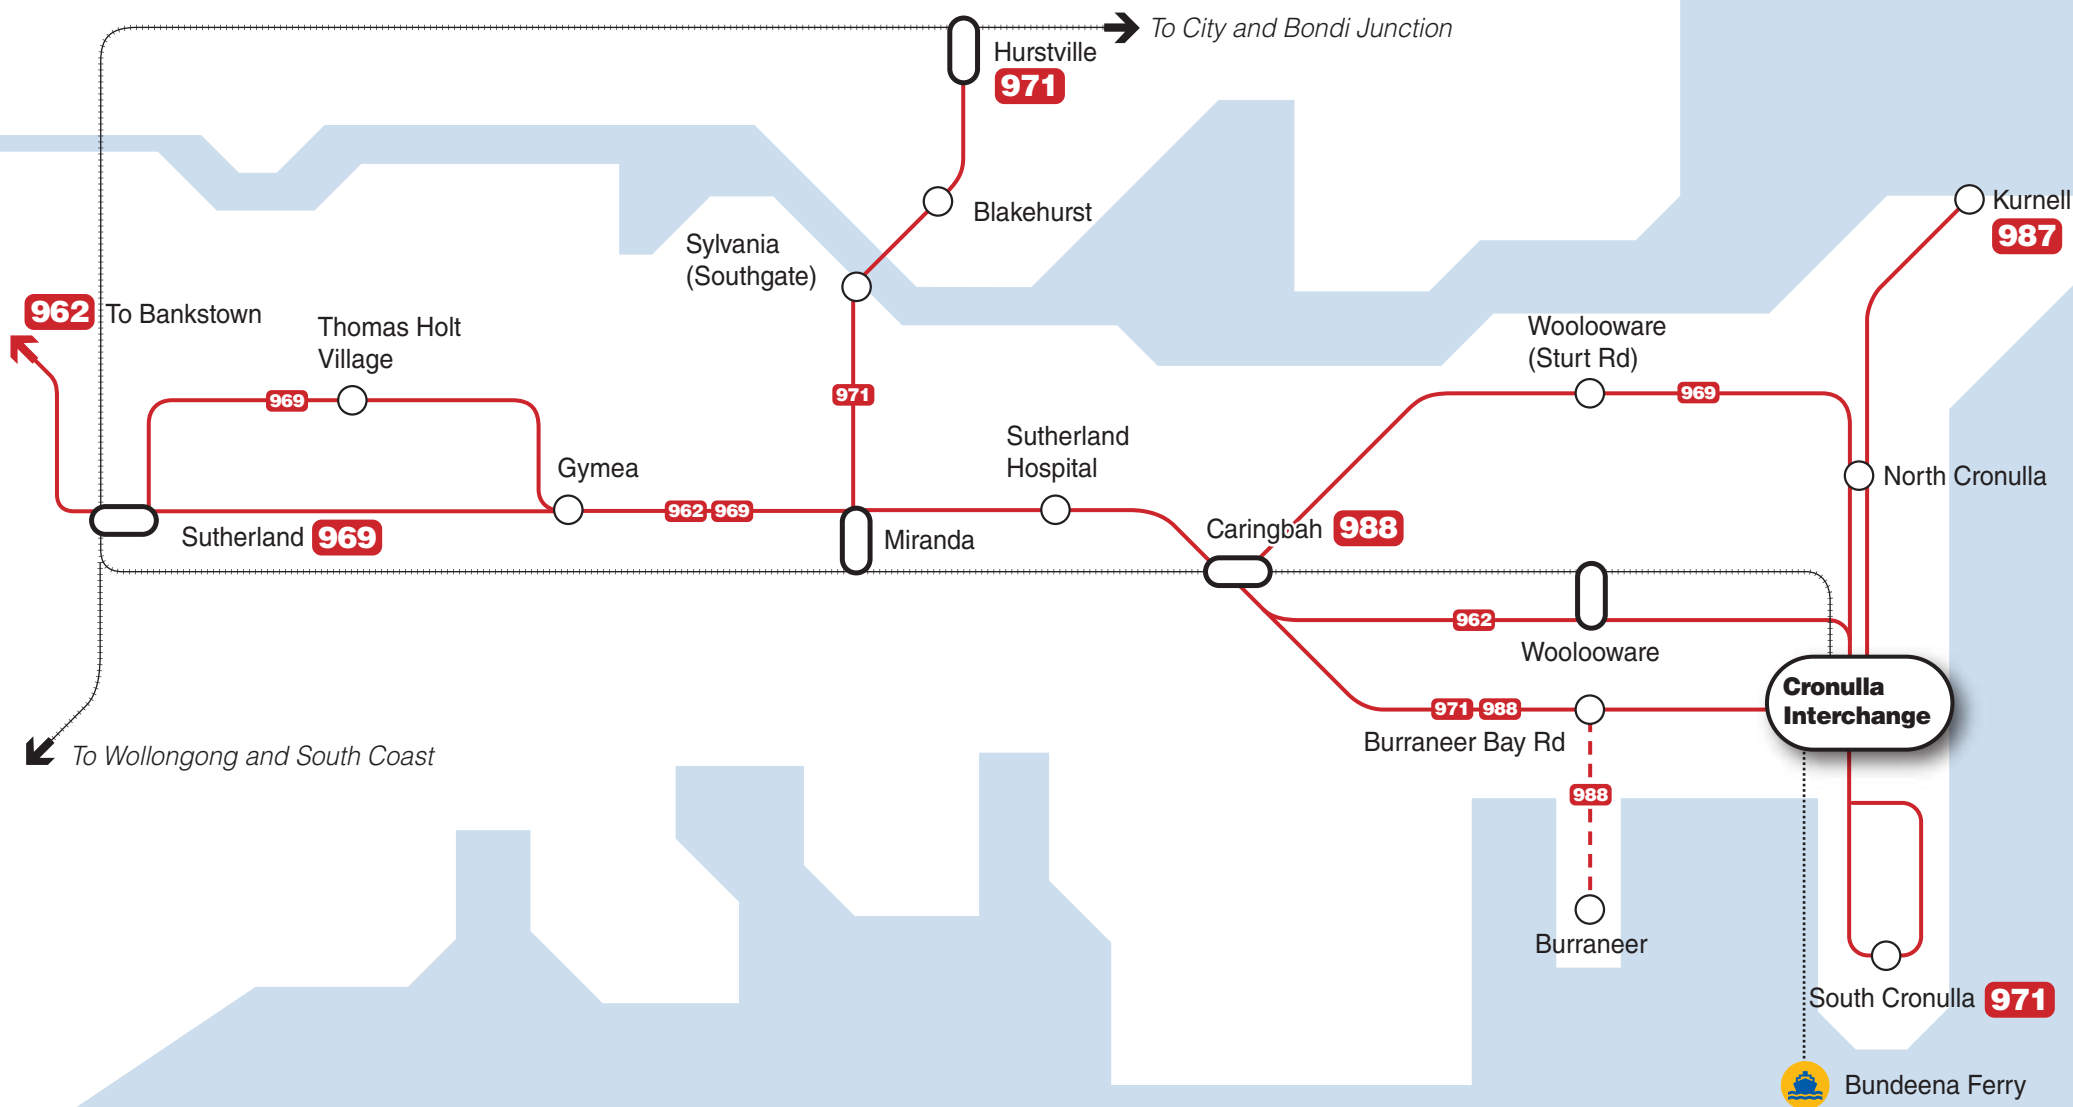 To City and Bondi Junction
Hurstville
971
Blakehurst
Kurnell
987
Sylvania
(Southgate)
962 To Bankstown
Thomas Holt
Village
Woolooware
(Sturt Rd)
969
971
969
Sutherland
Hospital
Gymea
North Cronulla
962 969
Sutherland 969
Miranda
Caringbah 988
962
Woolooware
Cronulla
Interchange
971 988
Burraneer Bay Rd
To Wollongong and South Coast
988
Burraneer
South Cronulla 971
Bundeena Ferry